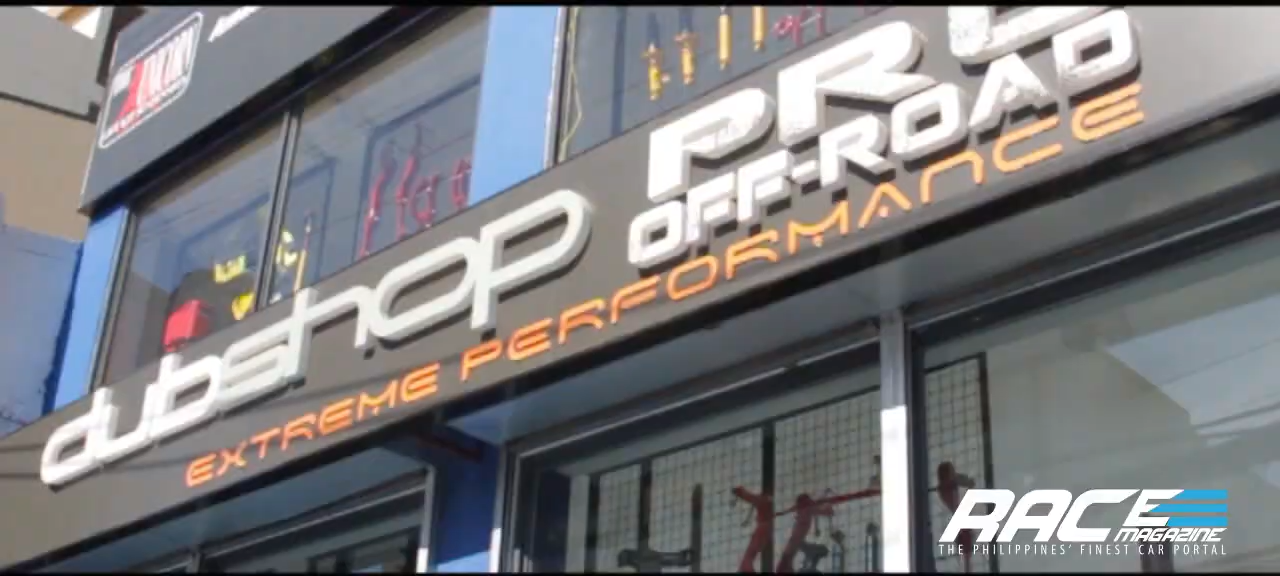 dubshop
PRO
OFF-ROAD
EXTREME PERFORMANCE
RACE
MAGAZINE
THE PHILIPPINES' FINEST CAR PORTAL